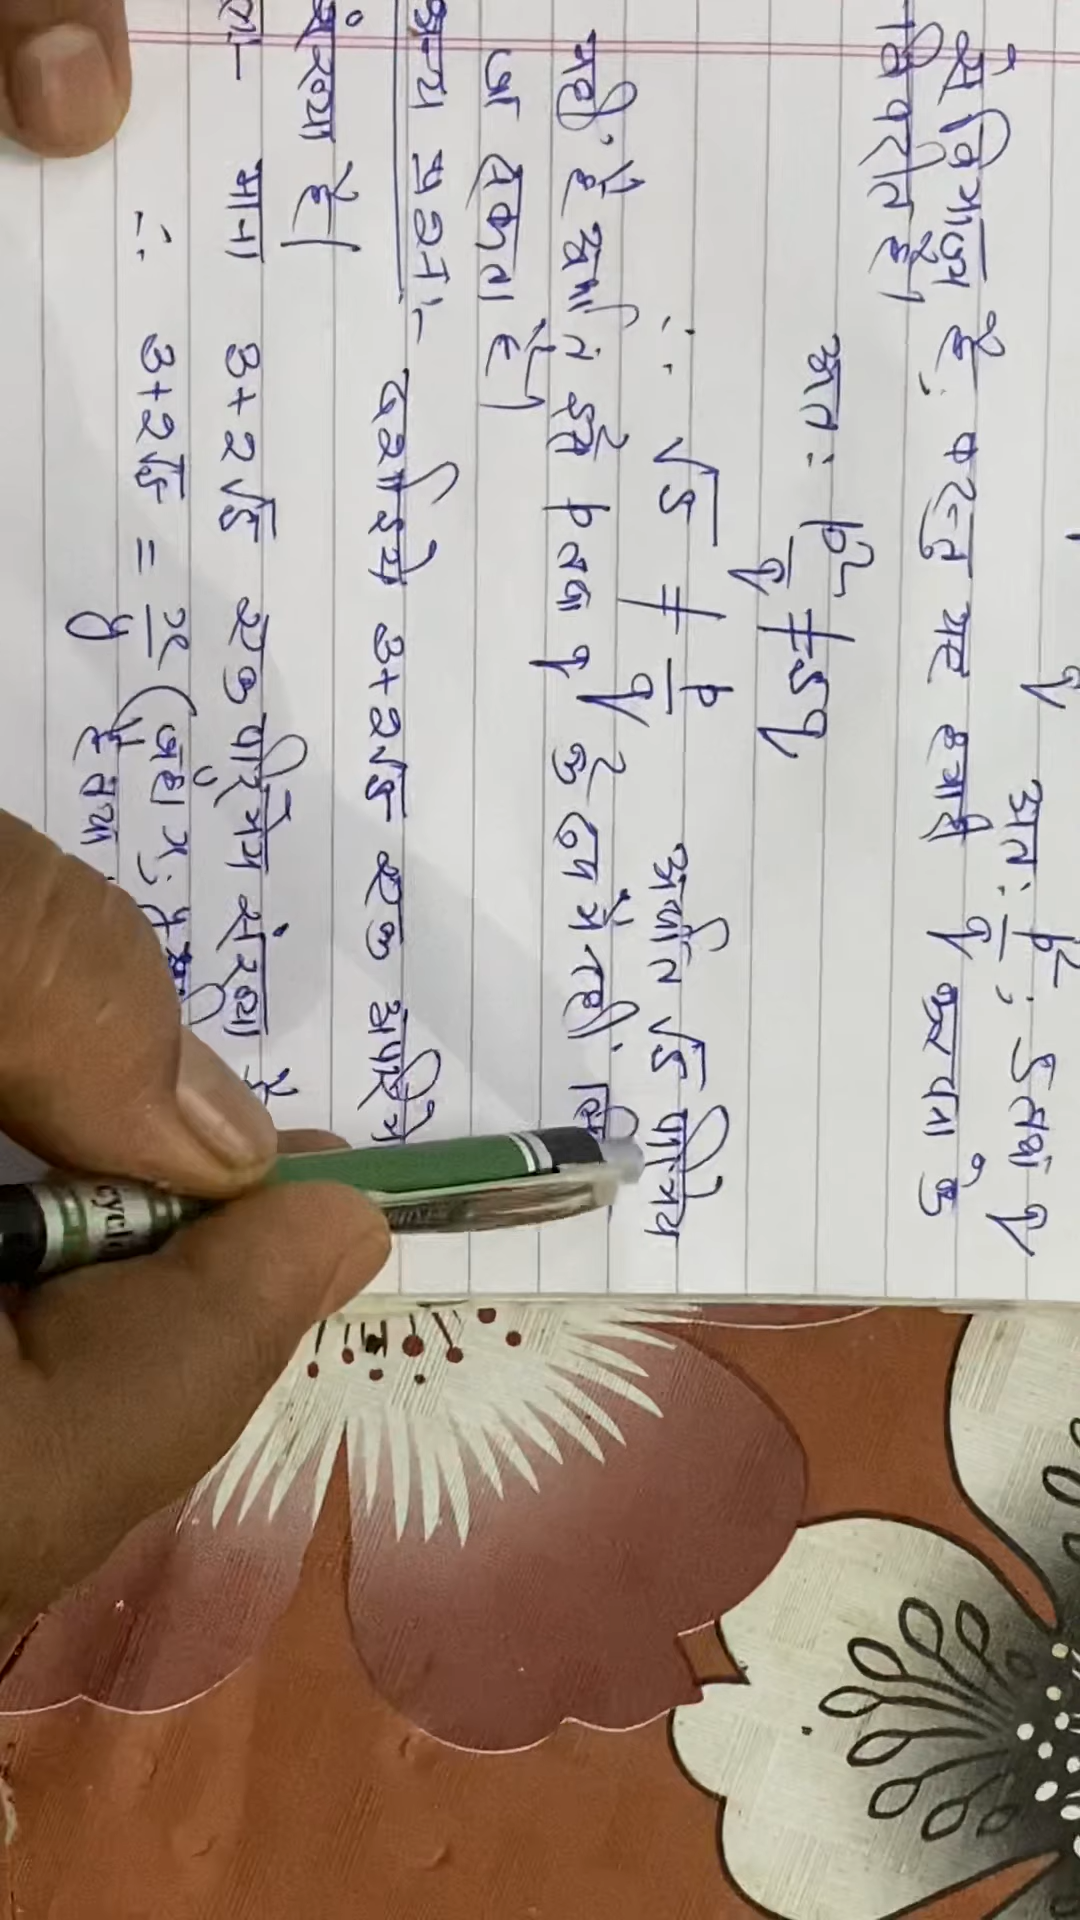 अतः p²/q ; 5 तथा q
से विभाज्य है, परन्तु यह हमारी q कल्पना के
विपरीत है।
अतः p²/q ≠ 5q
∴ √5 ≠ p/q अर्थात √5 परिमेय
नहीं है अर्थात इसे p तथा q के रूप में नहीं
जा सकता है।
अन्य प्रश्न:-
दर्शाइये 3+2√5 एक अपरिमे
संख्या है।
माना 3+2√5 एक परिमेय संख्या है
∴ 3+2√5 = x/y (जहाँ x; y
है तथा